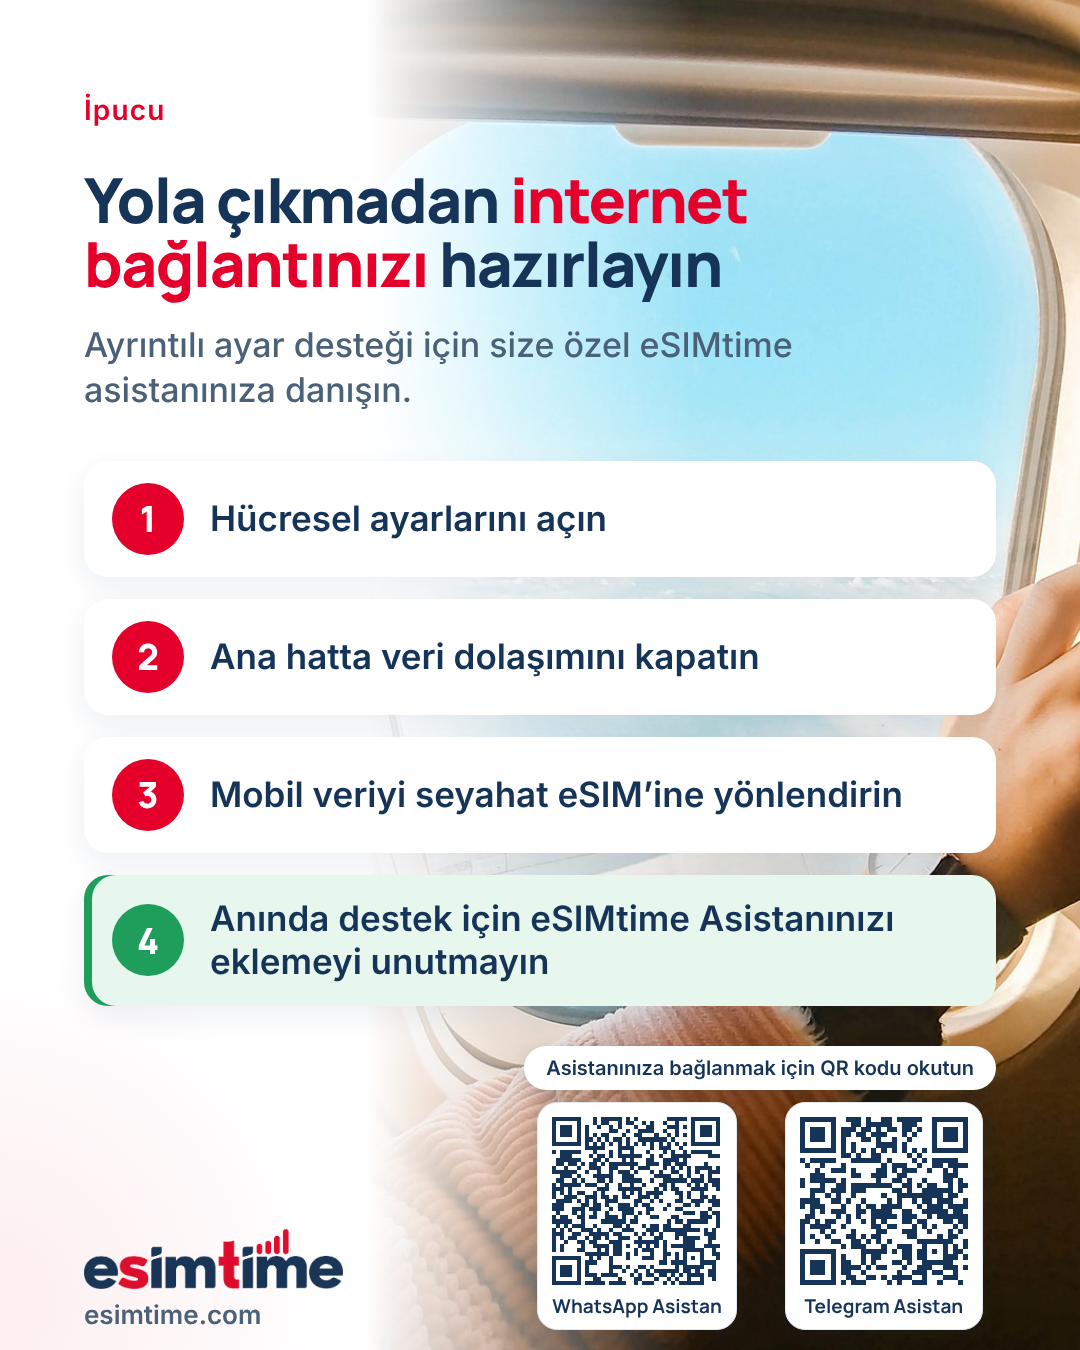 İpucu
Yola çıkmadan internet
bağlantınızı hazırlayın
Ayrıntılı ayar desteği için size özel eSIMtime
asistanınıza danışın.
1 Hücresel ayarlarını açın
2 Ana hatta veri dolaşımını kapatın
3 Mobil veriyi seyahat eSIM’ine yönlendirin
4 Anında destek için eSIMtime Asistanınızı
eklemeyi unutmayın
Asistanınıza bağlanmak için QR kodu okutun
WhatsApp Asistan
Telegram Asistan
esimtime
esimtime.com